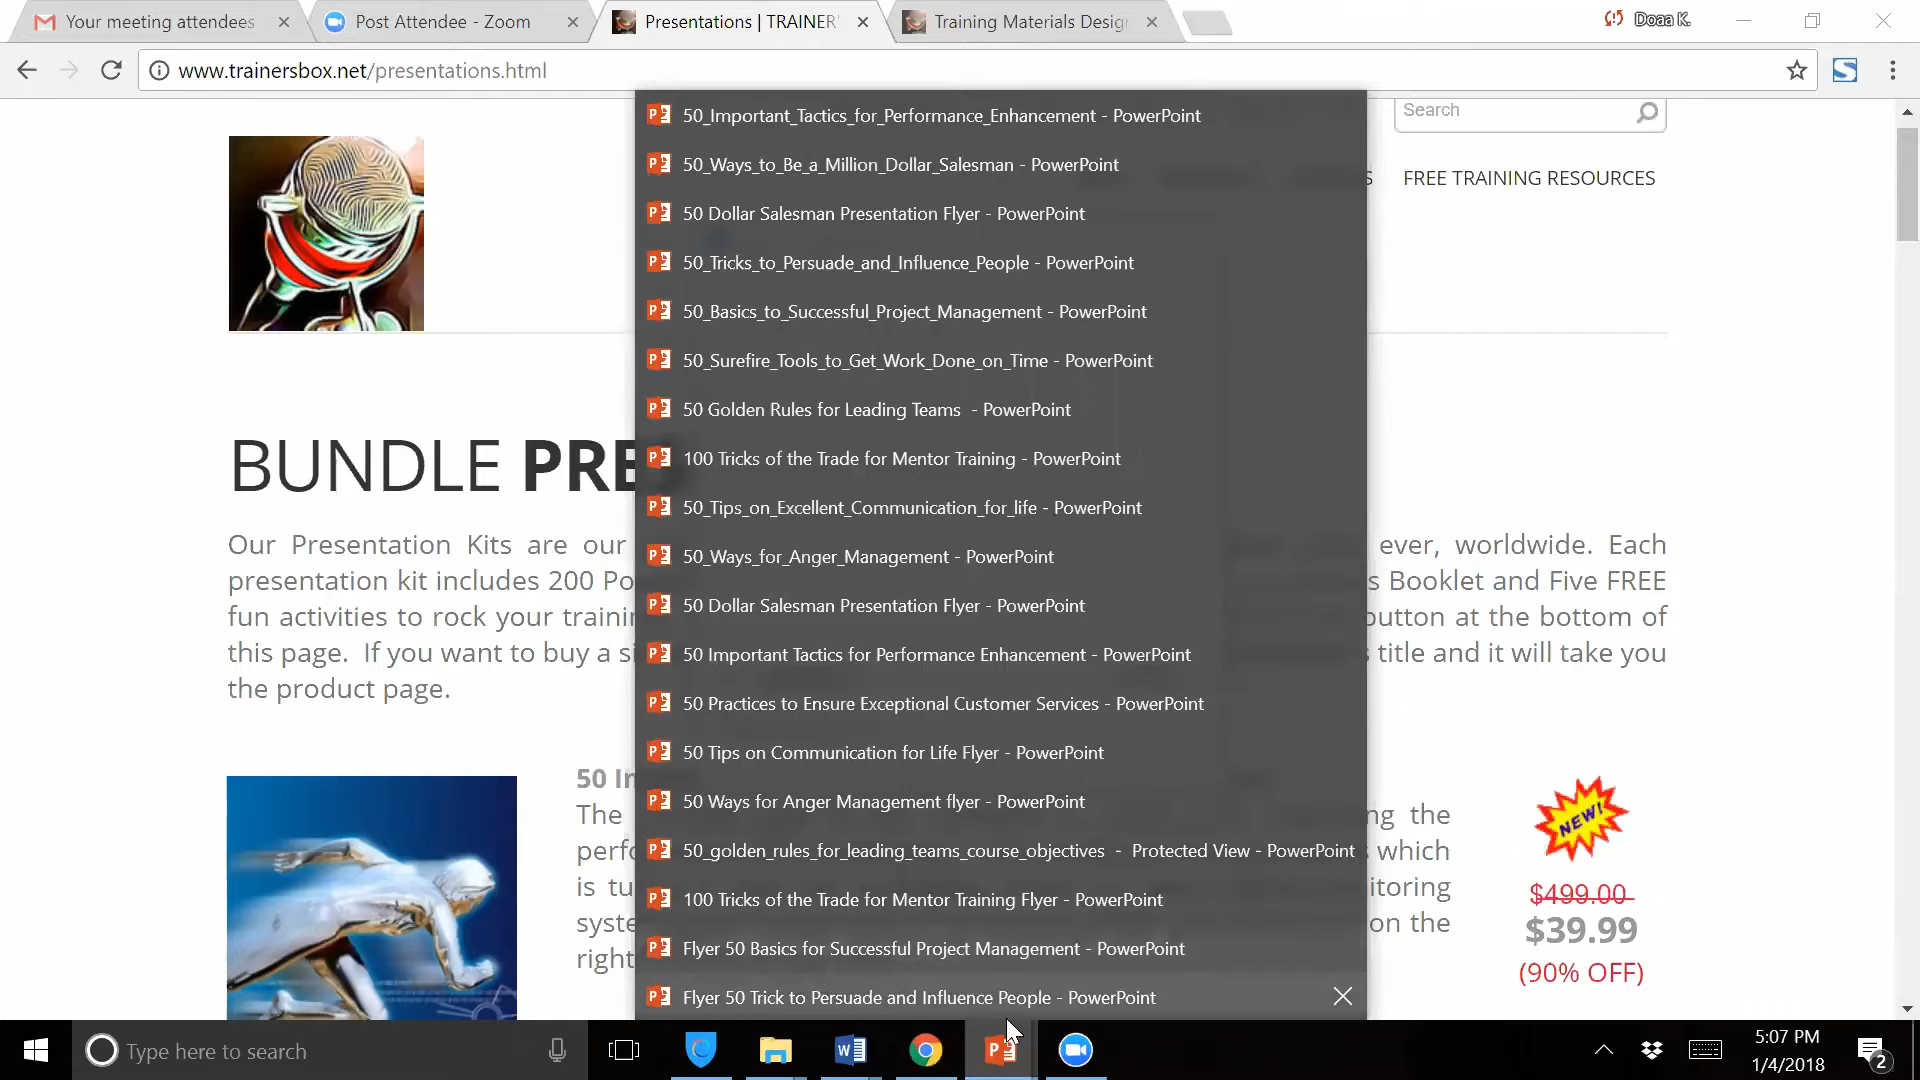 Your meeting attendees
Post Attendee - Zoom
Presentations | TRAINER'
Training Materials Desig
Doaa K.
www.trainersbox.net/presentations.html
Search
FREE TRAINING RESOURCES
50_Important_Tactics_for_Performance_Enhancement - PowerPoint
50_Ways_to_Be_a_Million_Dollar_Salesman - PowerPoint
50 Dollar Salesman Presentation Flyer - PowerPoint
50_Tricks_to_Persuade_and_Influence_People - PowerPoint
50_Basics_to_Successful_Project_Management - PowerPoint
50_Surefire_Tools_to_Get_Work_Done_on_Time - PowerPoint
50 Golden Rules for Leading Teams - PowerPoint
100 Tricks of the Trade for Mentor Training - PowerPoint
50_Tips_on_Excellent_Communication_for_life - PowerPoint
50_Ways_for_Anger_Management - PowerPoint
50 Dollar Salesman Presentation Flyer - PowerPoint
50 Important Tactics for Performance Enhancement - PowerPoint
50 Practices to Ensure Exceptional Customer Services - PowerPoint
50 Tips on Communication for Life Flyer - PowerPoint
50 Ways for Anger Management flyer - PowerPoint
50_golden_rules_for_leading_teams_course_objectives - Protected View - PowerPoint
100 Tricks of the Trade for Mentor Training Flyer - PowerPoint
Flyer 50 Basics for Successful Project Management - PowerPoint
Flyer 50 Trick to Persuade and Influence People - PowerPoint
BUNDLE PRE
Our Presentation Kits are our ever, worldwide. Each
presentation kit includes 200 Po s Booklet and Five FREE
fun activities to rock your trainin button at the bottom of
this page. If you want to buy a si title and it will take you
the product page.
50 I
The ing the
perfo which
is tu itoring
syste on the
right
NEW!
$499.00
$39.99
(90% OFF)
Type here to search
5:07 PM
1/4/2018
2